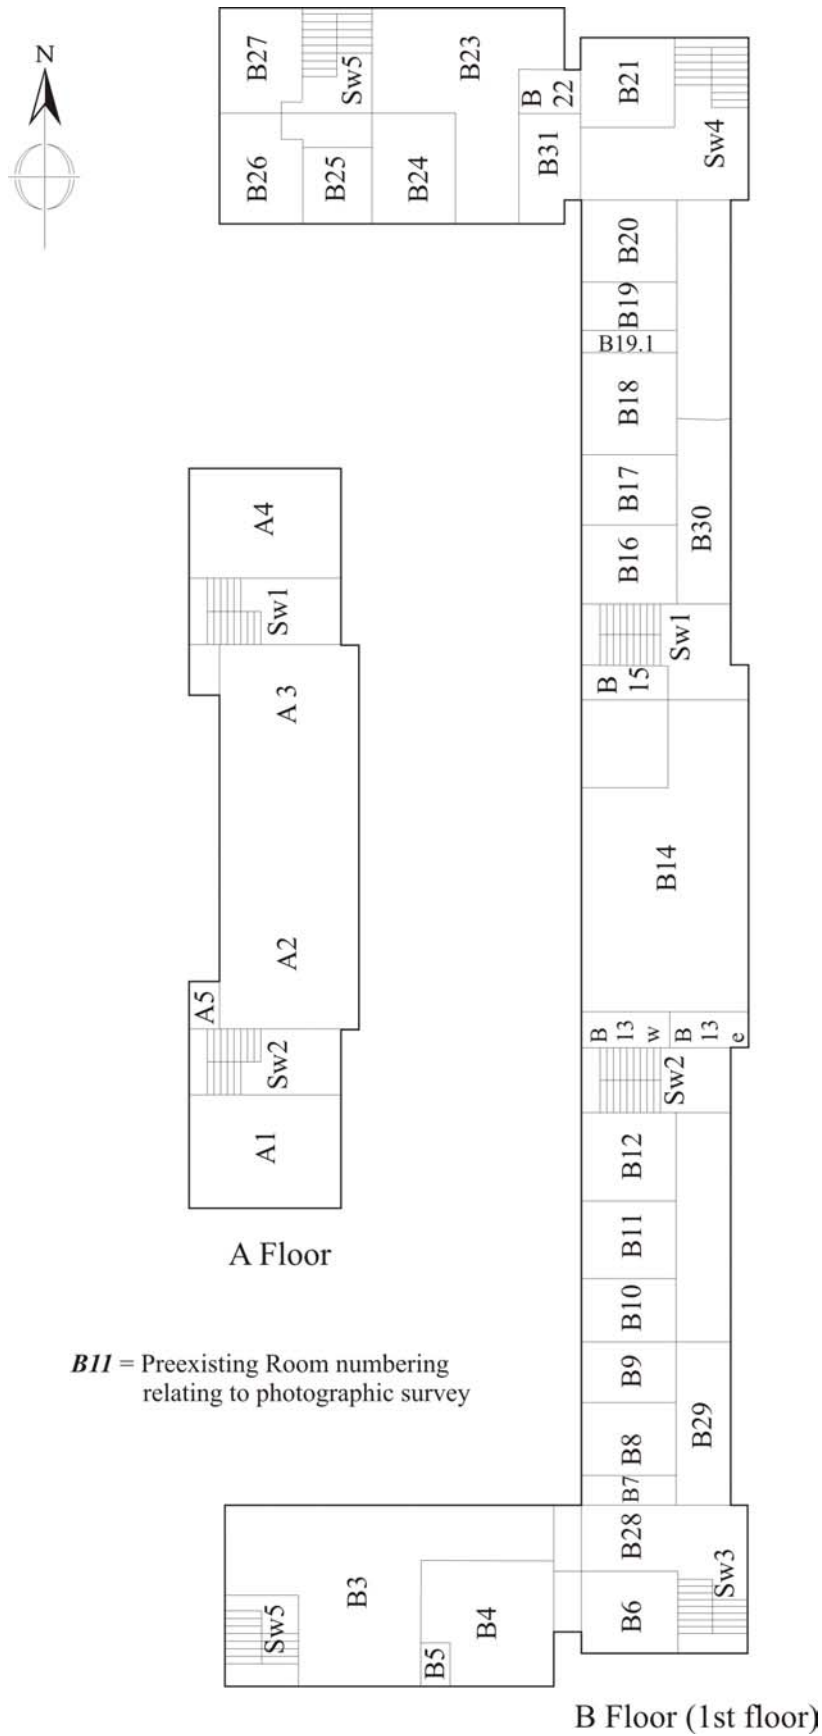 N
B27
Sw5
B23
B
22
B21
Sw4
B26
B25
B24
B31
B20
B19
B19.1
B18
B17
B30
B16
Sw1
B
15
B14
B
13
w
B
13
e
Sw2
B12
B11
B10
B9
B29
B8
B7
B28
Sw3
B6
B3
B4
B5
Sw5
A4
Sw1
A3
A2
A5
Sw2
A1
A Floor
B11 = Preexisting Room numbering
relating to photographic survey
B Floor (1st floor)